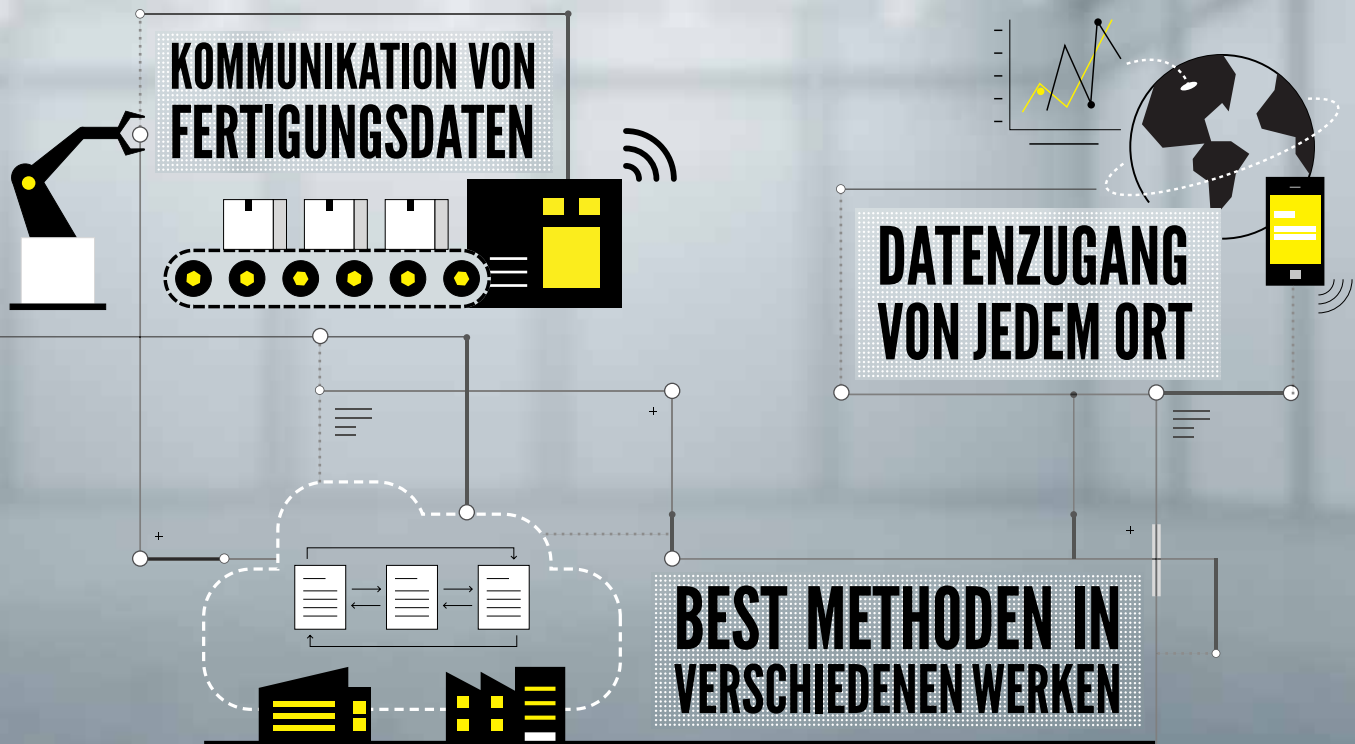 KOMMUNIKATION VON
FERTIGUNGSDATEN
DATENZUGANG
VON JEDEM ORT
BEST METHODEN IN
VERSCHIEDENEN WERKEN